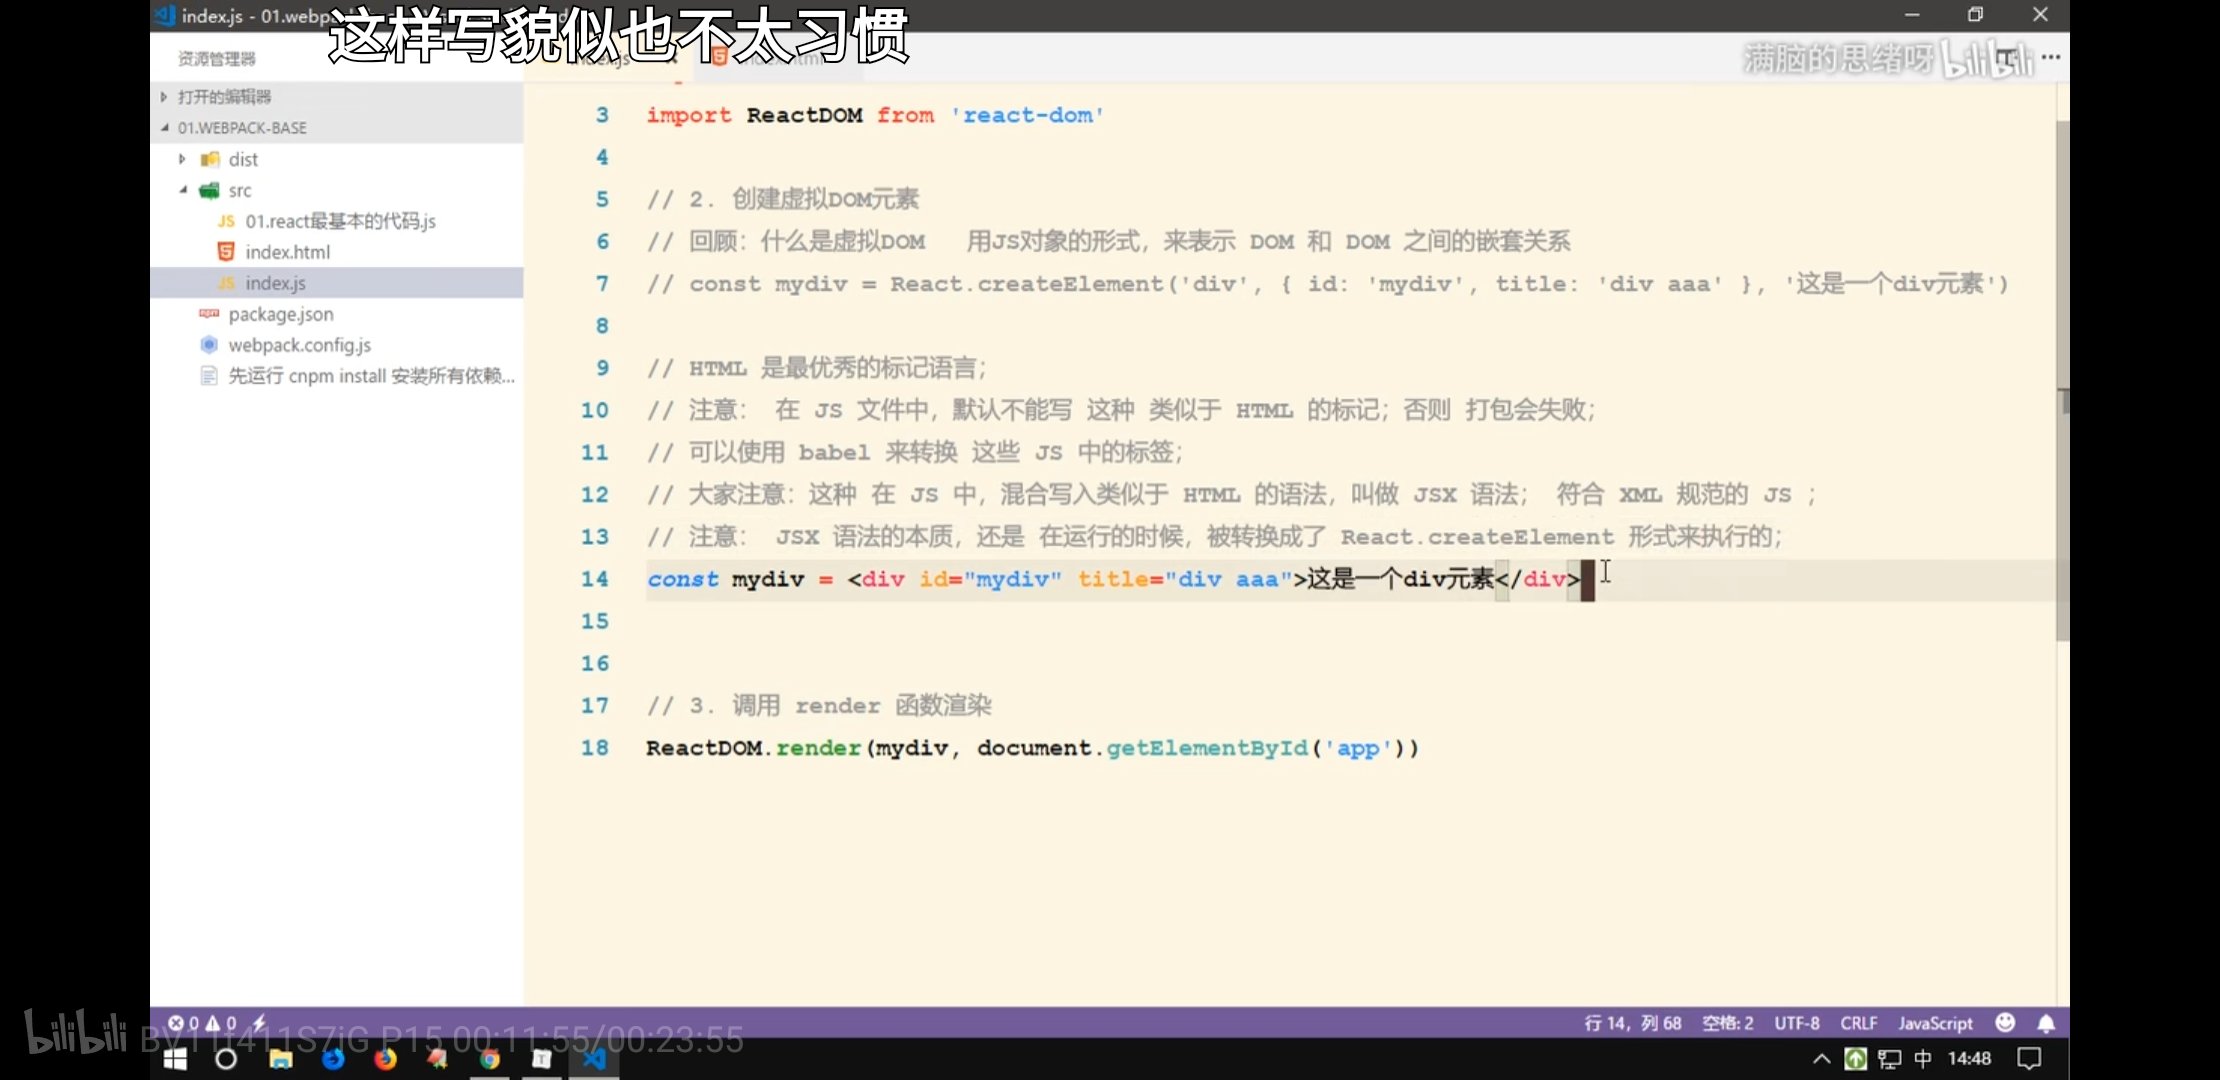 index.js - 01.webpa
这样写貌似也不太习惯
资源管理器
index.js
index.html
满脑的思绪呀 bilibili
打开的编辑器
01.WEBPACK-BASE
dist
src
JS 01.react最基本的代码.js
index.html
JS index.js
package.json
webpack.config.js
先运行 cnpm install 安装所有依赖...
3 import ReactDOM from 'react-dom'
4
5 // 2. 创建虚拟DOM元素
6 // 回顾：什么是虚拟DOM   用JS对象的形式，来表示 DOM 和 DOM 之间的嵌套关系
7 // const mydiv = React.createElement('div', { id: 'mydiv', title: 'div aaa' }, '这是一个div元素')
8
9 // HTML 是最优秀的标记语言；
10 // 注意： 在 JS 文件中，默认不能写 这种 类似于 HTML 的标记；否则 打包会失败；
11 // 可以使用 babel 来转换 这些 JS 中的标签；
12 // 大家注意：这种 在 JS 中，混合写入类似于 HTML 的语法，叫做 JSX 语法； 符合 XML 规范的 JS ；
13 // 注意： JSX 语法的本质，还是 在运行的时候，被转换成了 React.createElement 形式来执行的；
14 const mydiv = <div id="mydiv" title="div aaa">这是一个div元素</div>
15
16
17 // 3. 调用 render 函数渲染
18 ReactDOM.render(mydiv, document.getElementById('app'))
0 0
行 14，列 68 空格: 2 UTF-8 CRLF JavaScript
bilibili BV11t411S7jG P15 00:11:55/00:23:55
中 14:48